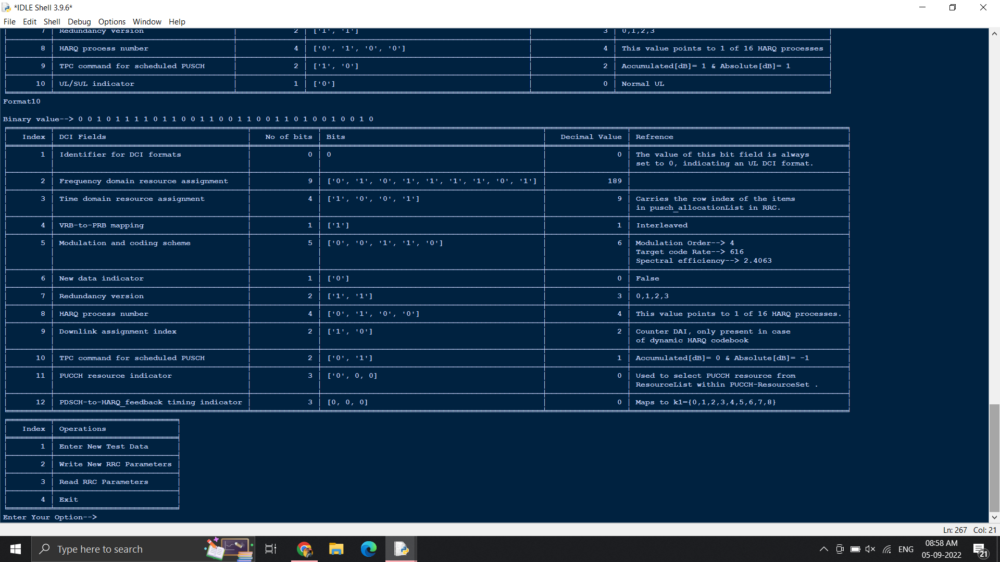 *IDLE Shell 3.9.6*
File Edit Shell Debug Options Window Help
7 Redundancy version 2 ['1', '1'] 3 0,1,2,3
8 HARQ process number 4 ['0', '1', '0', '0'] 4 This value points to 1 of 16 HARQ processes
9 TPC command for scheduled PUSCH 2 ['1', '0'] 2 Accumulated[dB]= 1 & Absolute[dB]= 1
10 UL/SUL indicator 1 ['0'] 0 Normal UL
Format10
Binary value--> 0 0 1 0 1 1 1 1 0 1 1 0 0 1 1 0 0 1 1 0 0 1 1 0 1 0 0 1 0 0 1 0
Index DCI Fields No of bits Bits Decimal Value Refrence
1 Identifier for DCI formats 0 0 0 The value of this bit field is always
set to 0, indicating an UL DCI format.
2 Frequency domain resource assignment 9 ['0', '1', '0', '1', '1', '1', '1', '0', '1'] 189
3 Time domain resource assignment 4 ['1', '0', '0', '1'] 9 Carries the row index of the items
in pusch_allocationList in RRC.
4 VRB-to-PRB mapping 1 ['1'] 1 Interleaved
5 Modulation and coding scheme 5 ['0', '0', '1', '1', '0'] 6 Modulation Order--> 4
Target code Rate--> 616
Spectral efficiency--> 2.4063
6 New data indicator 1 ['0'] 0 False
7 Redundancy version 2 ['1', '1'] 3 0,1,2,3
8 HARQ process number 4 ['0', '1', '0', '0'] 4 This value points to 1 of 16 HARQ processes.
9 Downlink assignment index 2 ['1', '0'] 2 Counter DAI, only present in case
of dynamic HARQ codebook
10 TPC command for scheduled PUSCH 2 ['0', '1'] 1 Accumulated[dB]= 0 & Absolute[dB]= -1
11 PUCCH resource indicator 3 ['0', 0, 0] 0 Used to select PUCCH resource from
ResourceList within PUCCH-ResourceSet .
12 PDSCH-to-HARQ_feedback timing indicator 3 [0, 0, 0] 0 Maps to k1={0,1,2,3,4,5,6,7,8}
Index Operations
1 Enter New Test Data
2 Write New RRC Parameters
3 Read RRC Parameters
4 Exit
Enter Your Option-->
Ln: 267 Col: 21
Type here to search
ENG
08:58 AM
05-09-2022
21